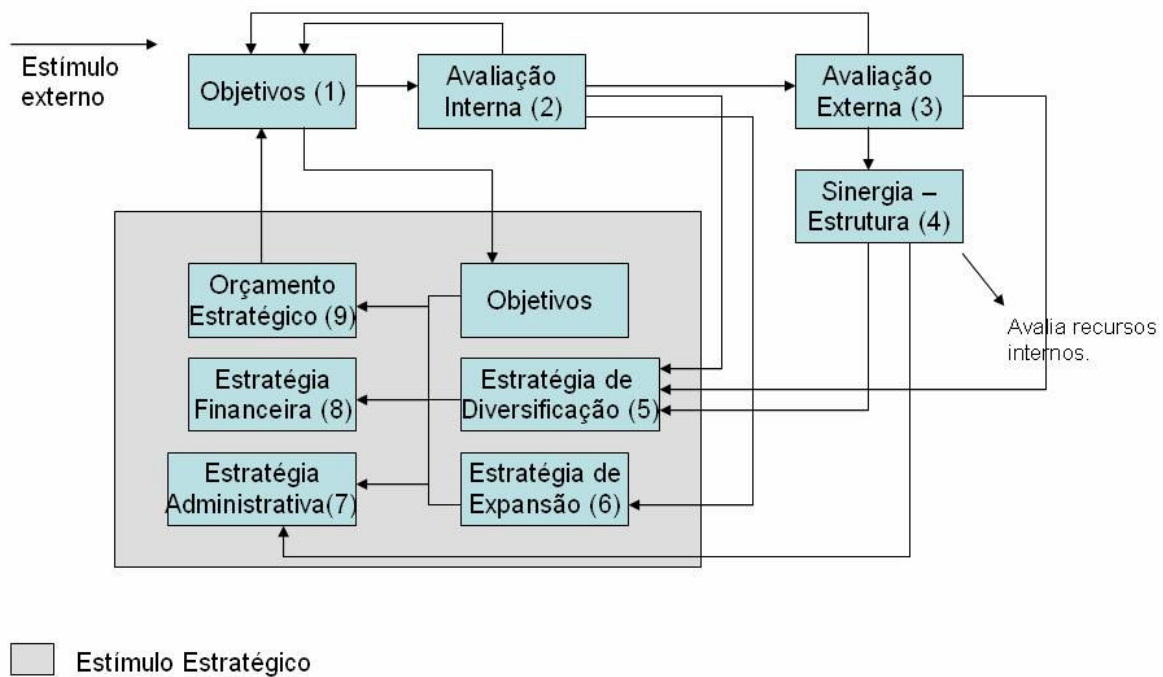 Estímulo
externo
Objetivos (1)
Avaliação
Interna (2)
Avaliação
Externa (3)
Sinergia –
Estrutura (4)
Avalia recursos
internos.
Orçamento
Estratégico (9)
Objetivos
Estratégia
Financeira (8)
Estratégia de
Diversificação (5)
Estratégia
Administrativa(7)
Estratégia de
Expansão (6)
Estímulo Estratégico